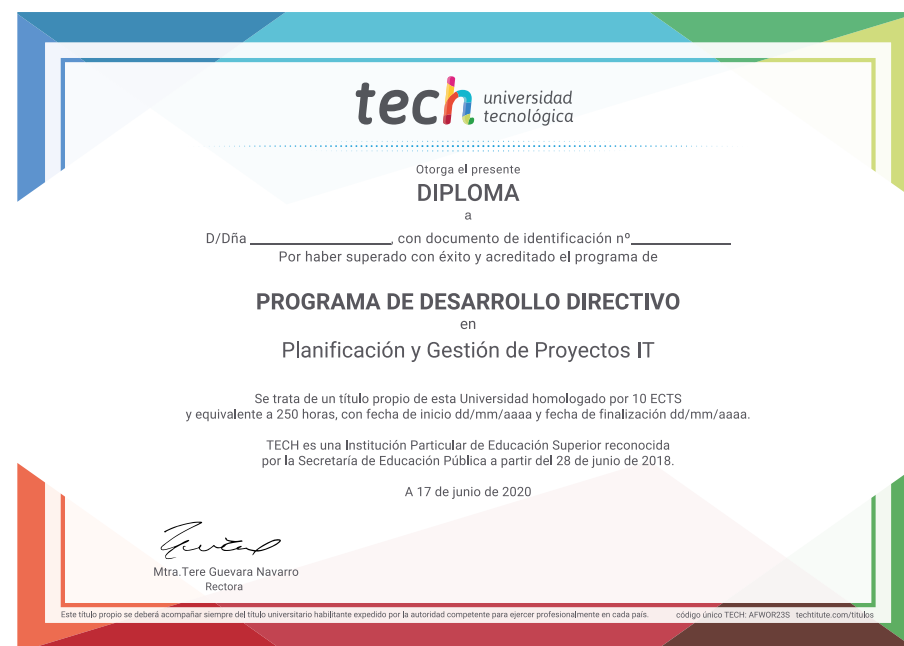 tech universidad
tecnológica
Otorga el presente
DIPLOMA
a
D/Dña ____________________, con documento de identificación nº______________
Por haber superado con éxito y acreditado el programa de
PROGRAMA DE DESARROLLO DIRECTIVO
en
Planificación y Gestión de Proyectos IT
Se trata de un título propio de esta Universidad homologado por 10 ECTS
y equivalente a 250 horas, con fecha de inicio dd/mm/aaaa y fecha de finalización dd/mm/aaaa.
TECH es una Institución Particular de Educación Superior reconocida
por la Secretaría de Educación Pública a partir del 28 de junio de 2018.
A 17 de junio de 2020
Mtra.Tere Guevara Navarro
Rectora
Este título propio se deberá acompañar siempre del título universitario habilitante expedido por la autoridad competente para ejercer profesionalmente en cada país. código único TECH: AFWOR23S techtitute.com/titulos